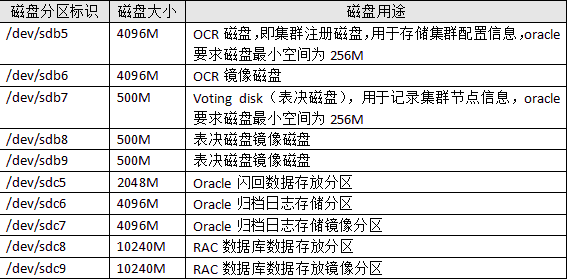 磁盘分区标识 磁盘大小 磁盘用途
/dev/sdb5 4096M OCR 磁盘，即集群注册磁盘，用于存储集群配置信息，oracle
要求磁盘最小空间为 256M
/dev/sdb6 4096M OCR 镜像磁盘
/dev/sdb7 500M Voting disk（表决磁盘），用于记录集群节点信息，oracle
要求磁盘最小空间为 256M
/dev/sdb8 500M 表决磁盘镜像磁盘
/dev/sdb9 500M 表决磁盘镜像磁盘
/dev/sdc5 2048M Oracle 闪回数据存放分区
/dev/sdc6 4096M Oracle 归档日志存储分区
/dev/sdc7 4096M Oracle 归档日志存储镜像分区
/dev/sdc8 10240M RAC 数据库数据存放分区
/dev/sdc9 10240M RAC 数据库数据存放镜像分区